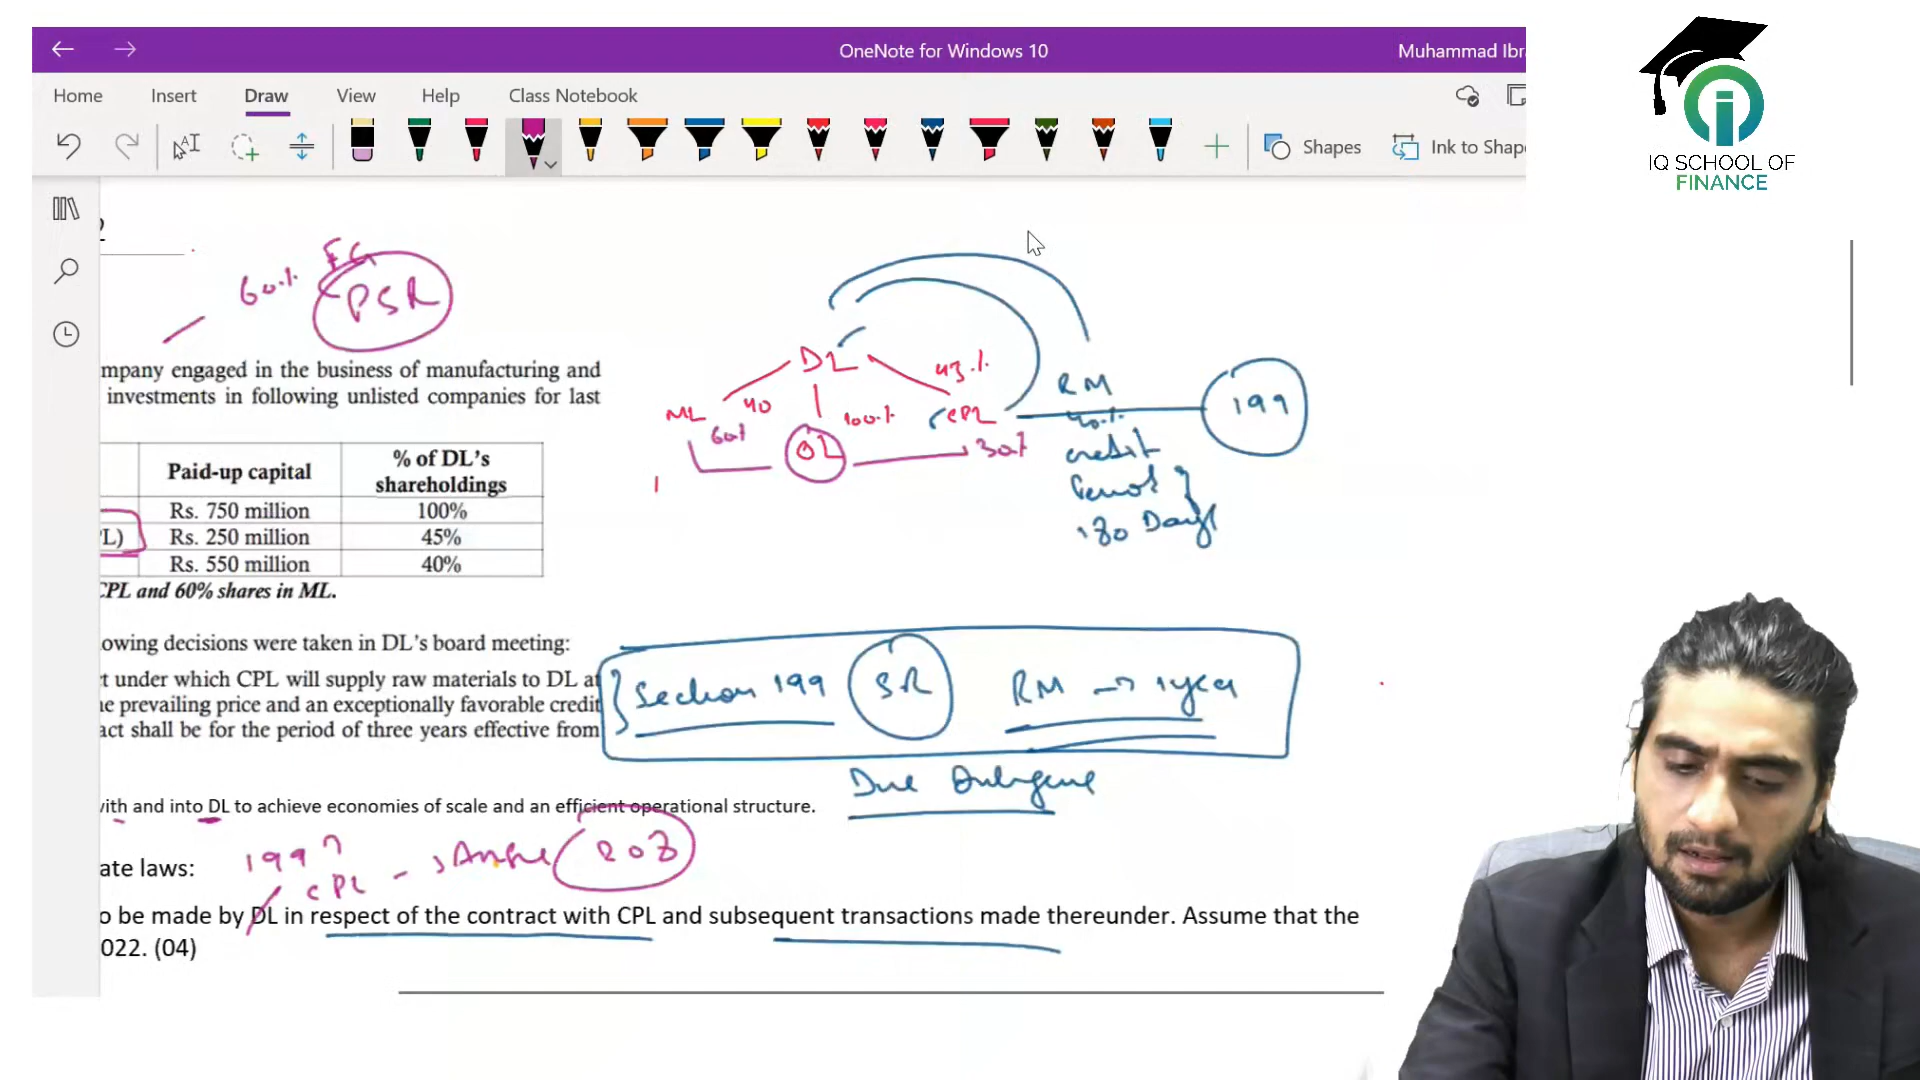 OneNote for Windows 10
Muhammad Ibr
Home Insert Draw View Help Class Notebook
Shapes
Ink to Shap
IQ SCHOOL OF
FINANCE
60%
PSR
mpany engaged in the business of manufacturing and
investments in following unlisted companies for last
Paid-up capital
% of DL's
shareholdings
Rs. 750 million 100%
L) Rs. 250 million 45%
Rs. 550 million 40%
CPL and 60% shares in ML.
DL
ML 40 100% 43%
CPL
60% OL 30%
RM
40%
credit
180 Days
199
owing decisions were taken in DL's board meeting:
t under which CPL will supply raw materials to DL at
e prevailing price and an exceptionally favorable credit
act shall be for the period of three years effective from
Section 199 SR RM → 1 year
Due
vith and into DL to achieve economies of scale and an efficient operational structure.
199 ?
CPL - 208
ate laws:
o be made by DL in respect of the contract with CPL and subsequent transactions made thereunder. Assume that the
022. (04)